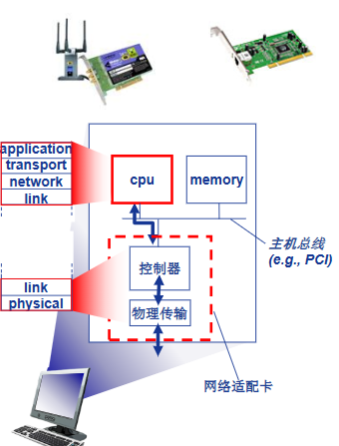 application
transport
network
link
cpu
memory
主机总线
(e.g., PCI)
控制器
link
physical
物理传输
网络适配卡